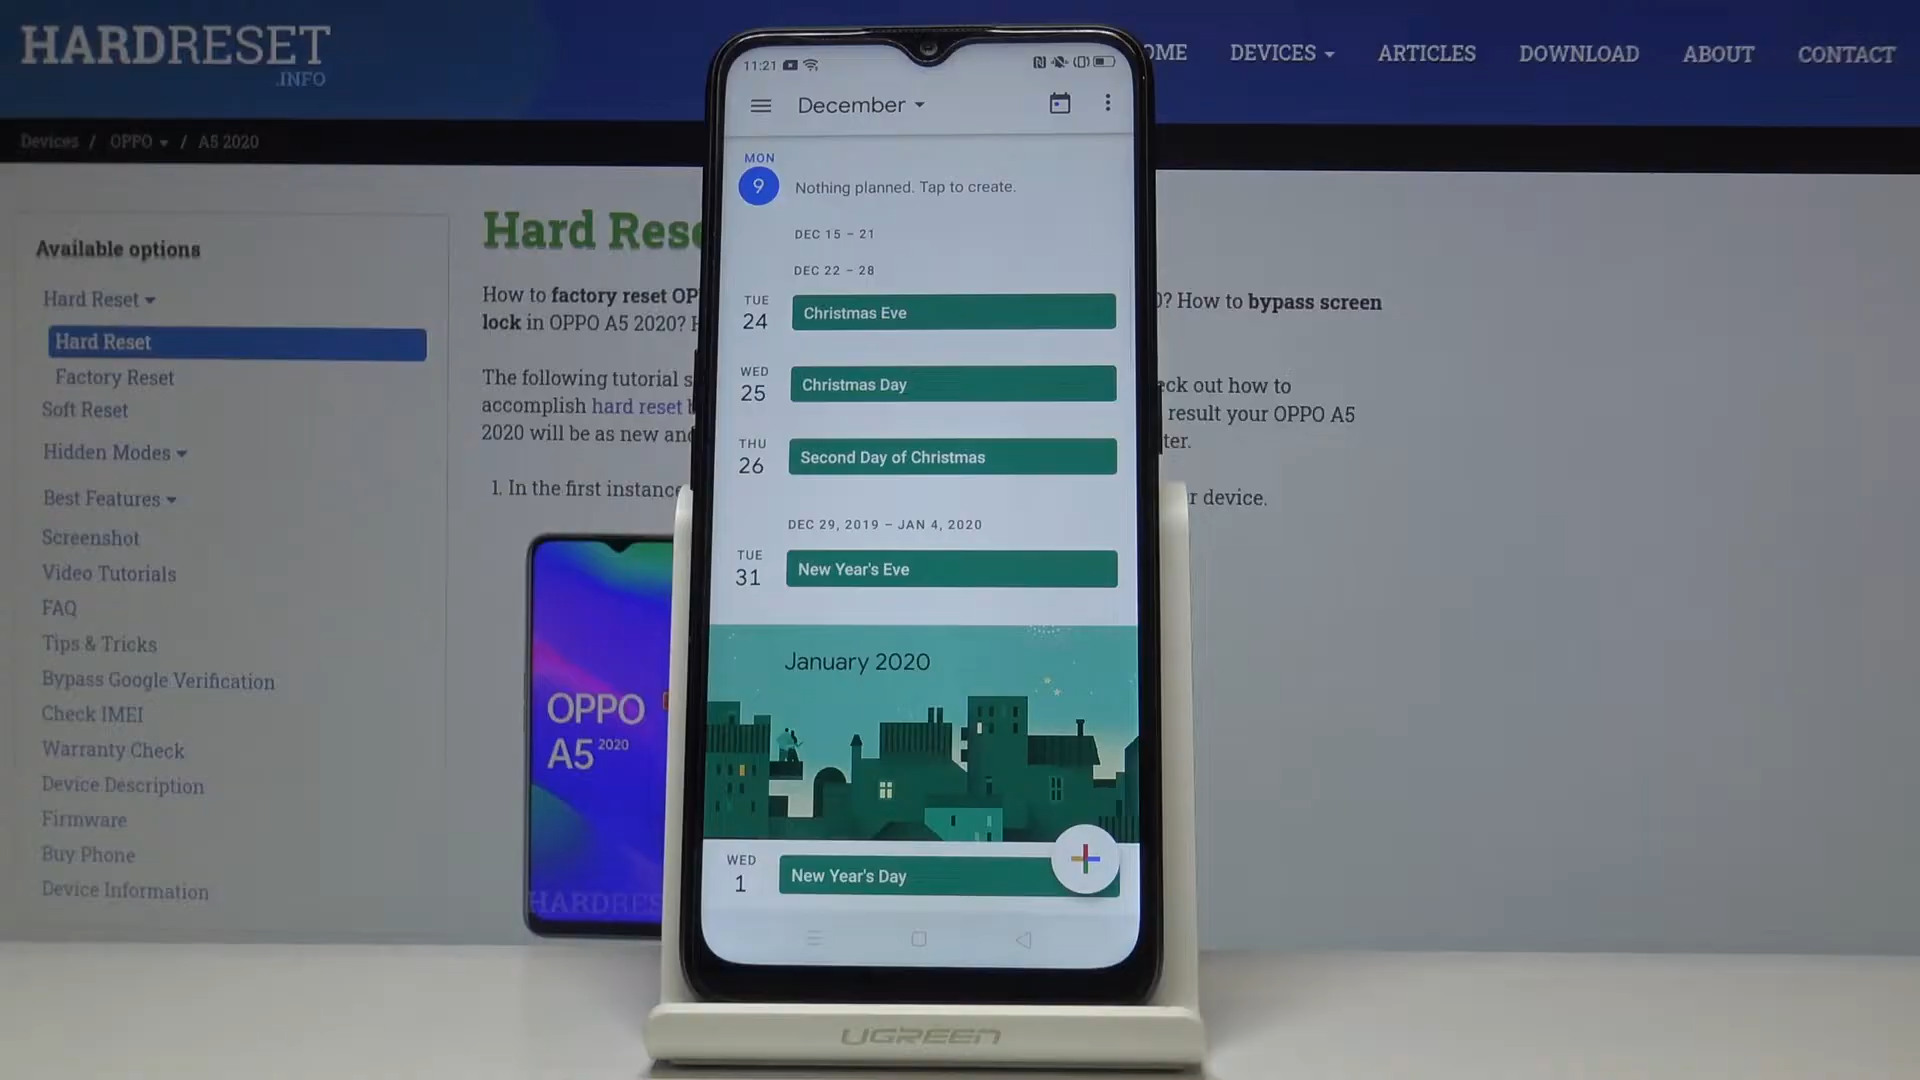 HARDRESET
.INFO
OME
DEVICES
ARTICLES
DOWNLOAD
ABOUT
CONTACT
Devices / OPPO / A5 2020
Available options
Hard Reset
Hard Reset
Factory Reset
Soft Reset
Hidden Modes
Best Features
Screenshot
Video Tutorials
FAQ
Tips & Tricks
Bypass Google Verification
Check IMEI
Warranty Check
Device Description
Firmware
Buy Phone
Device Information
Hard Rese
How to factory reset OP
? How to bypass screen
lock in OPPO A5 2020?
The following tutorial s
eck out how to
accomplish hard reset
result your OPPO A5
2020 will be as new and
ter.
1. In the first instance
r device.
OPPO
A5 2020
HARDRES
11:21
December
MON
9
Nothing planned. Tap to create.
DEC 15 – 21
DEC 22 – 28
TUE
24
Christmas Eve
WED
25
Christmas Day
THU
26
Second Day of Christmas
DEC 29, 2019 – JAN 4, 2020
TUE
31
New Year's Eve
January 2020
WED
1
New Year's Day
UGREEN